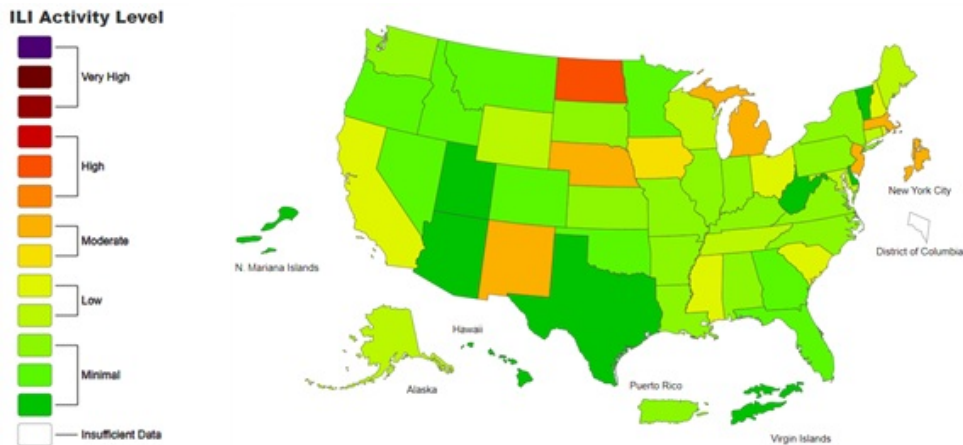 ILI Activity Level
Very High
High
Moderate
Low
Minimal
Insufficient Data
New York City
District of Columbia
N. Mariana Islands
Hawaii
Alaska
Puerto Rico
Virgin Islands